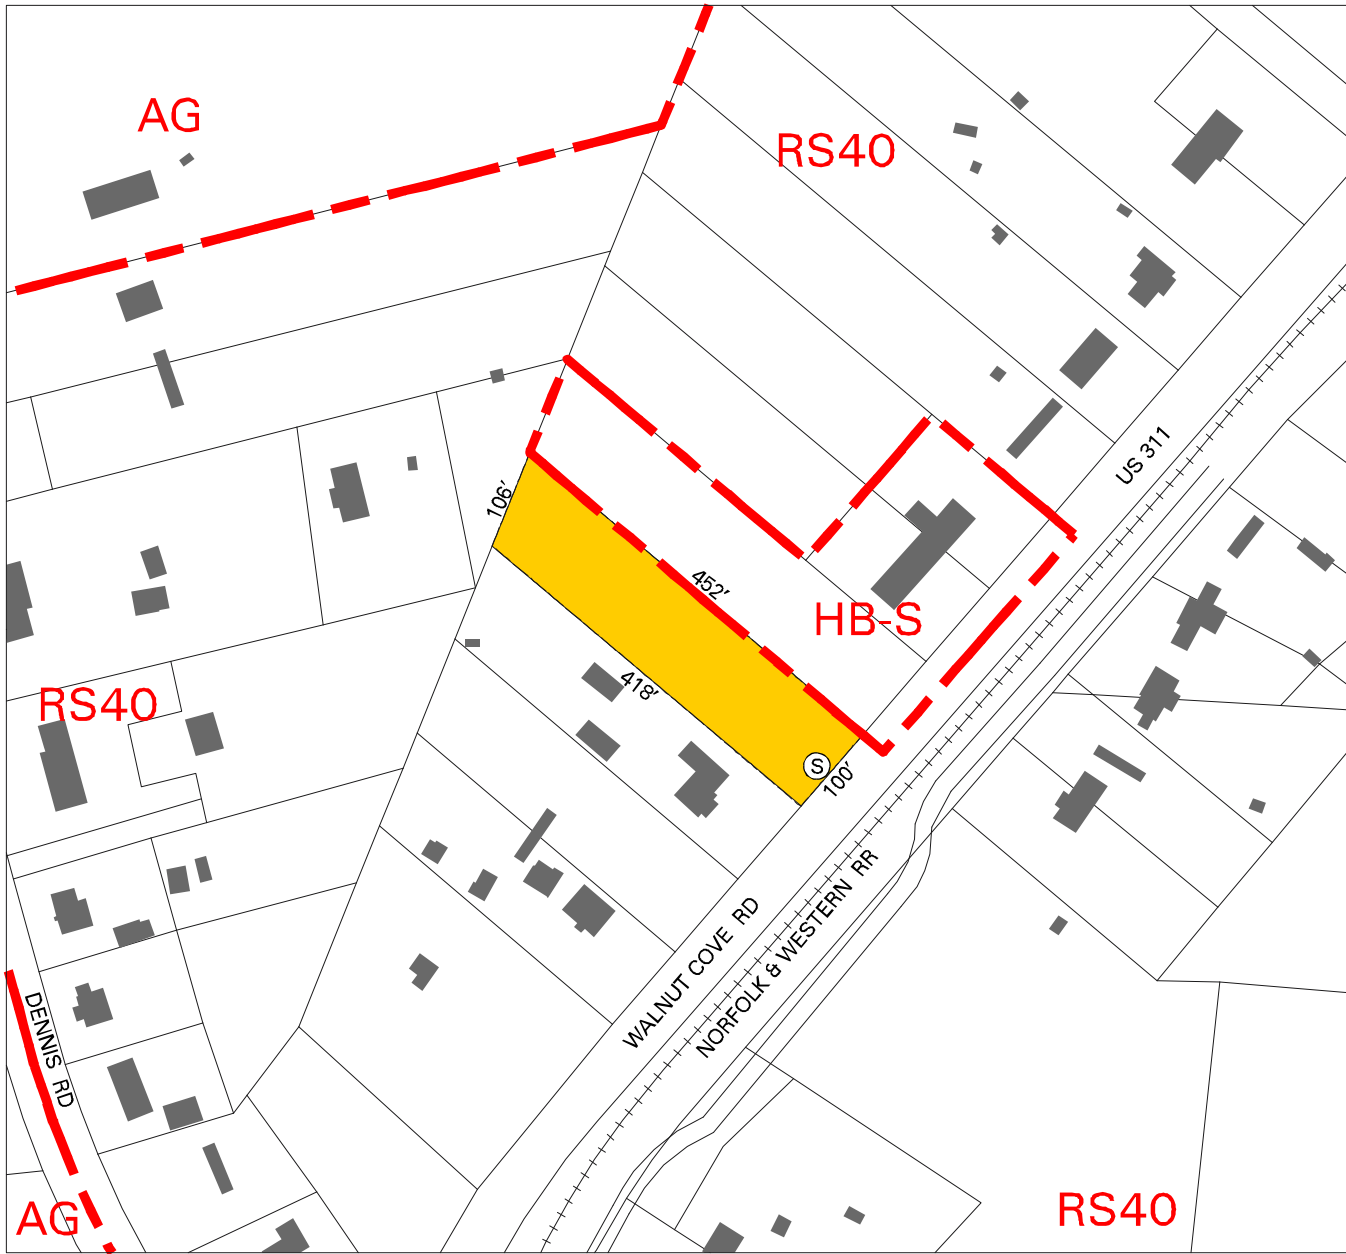 AG
RS40
US 311
106'
452'
HB-S
418'
RS40
S
100'
WALNUT COVE RD
NORFOLK & WESTERN RR
DENNIS RD
AG
RS40